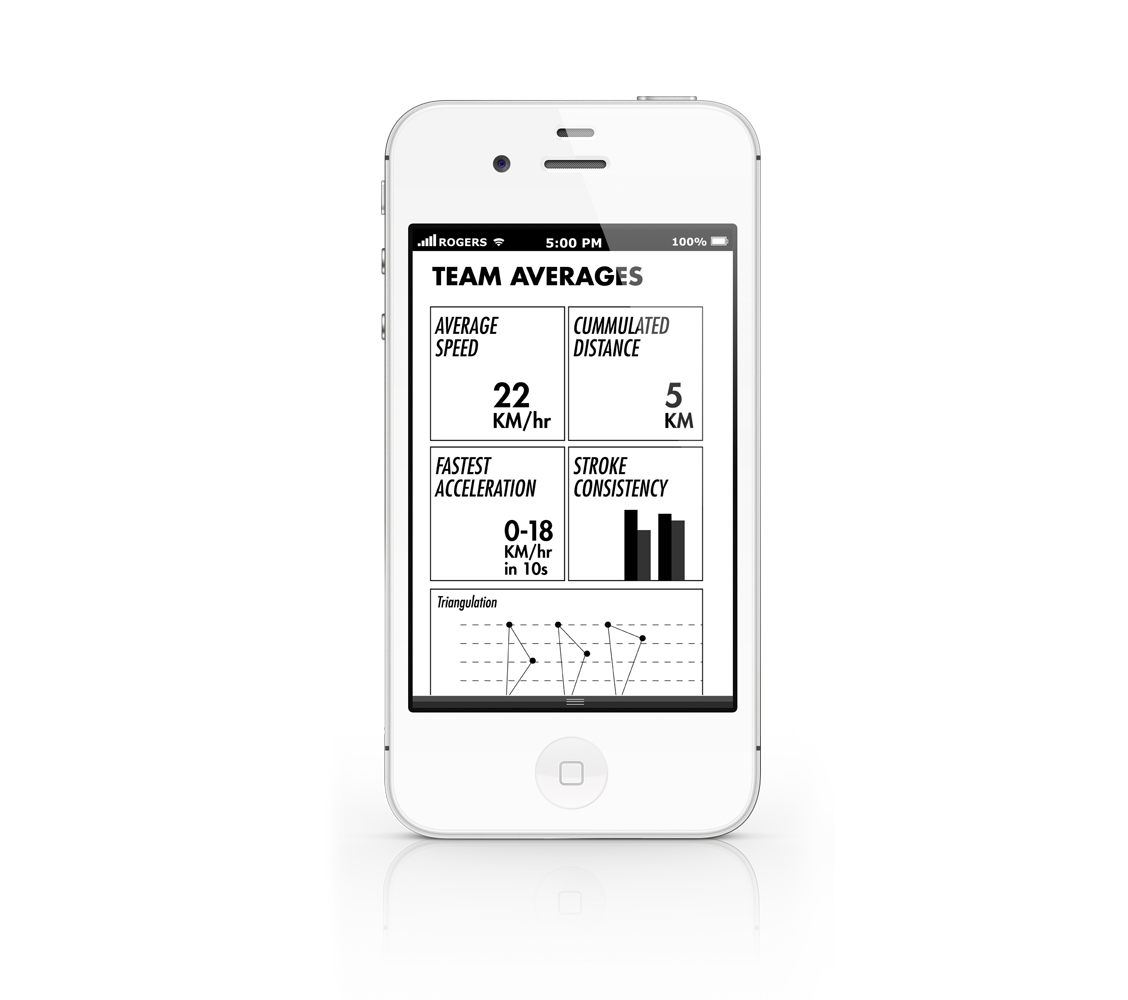 ROGERS 5:00 PM 100%
TEAM AVERAGES
AVERAGE
SPEED
22
KM/hr
CUMMULATED
DISTANCE
5
KM
FASTEST
ACCELERATION
0-18
KM/hr
in 10s
STROKE
CONSISTENCY
Triangulation